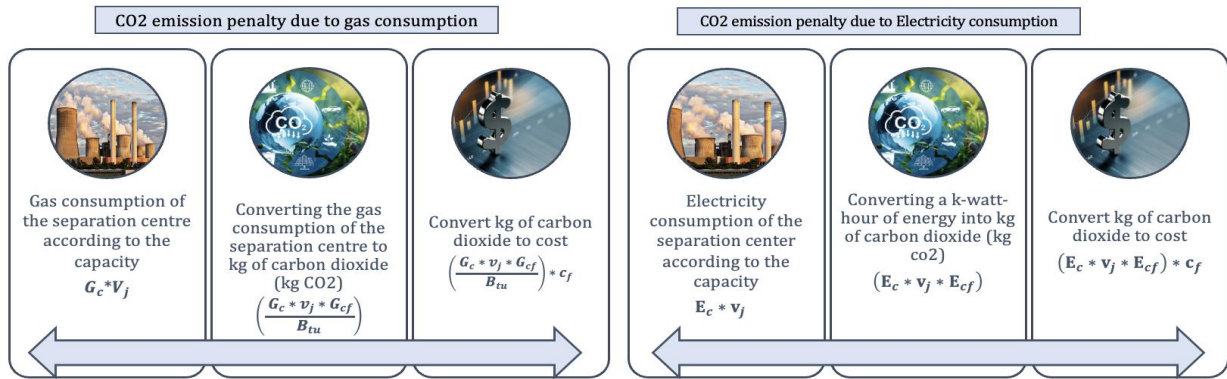 CO2 emission penalty due to gas consumption
Gas consumption of
the separation centre
according to the
capacity
G_c*V_j
Converting the gas
consumption of the
separation centre to
kg of carbon dioxide
(kg CO2)
(G_c * v_j * G_cf / B_tu)
Convert kg of carbon
dioxide to cost
(G_c * v_j * G_cf / B_tu) * c_f
CO2 emission penalty due to Electricity consumption
Electricity
consumption of the
separation center
according to the
capacity
E_c * v_j
Converting a k-watt-
hour of energy into kg
of carbon dioxide (kg
co2)
(E_c * v_j * E_cf)
Convert kg of carbon
dioxide to cost
(E_c * v_j * E_cf) * c_f
CO2
CO2